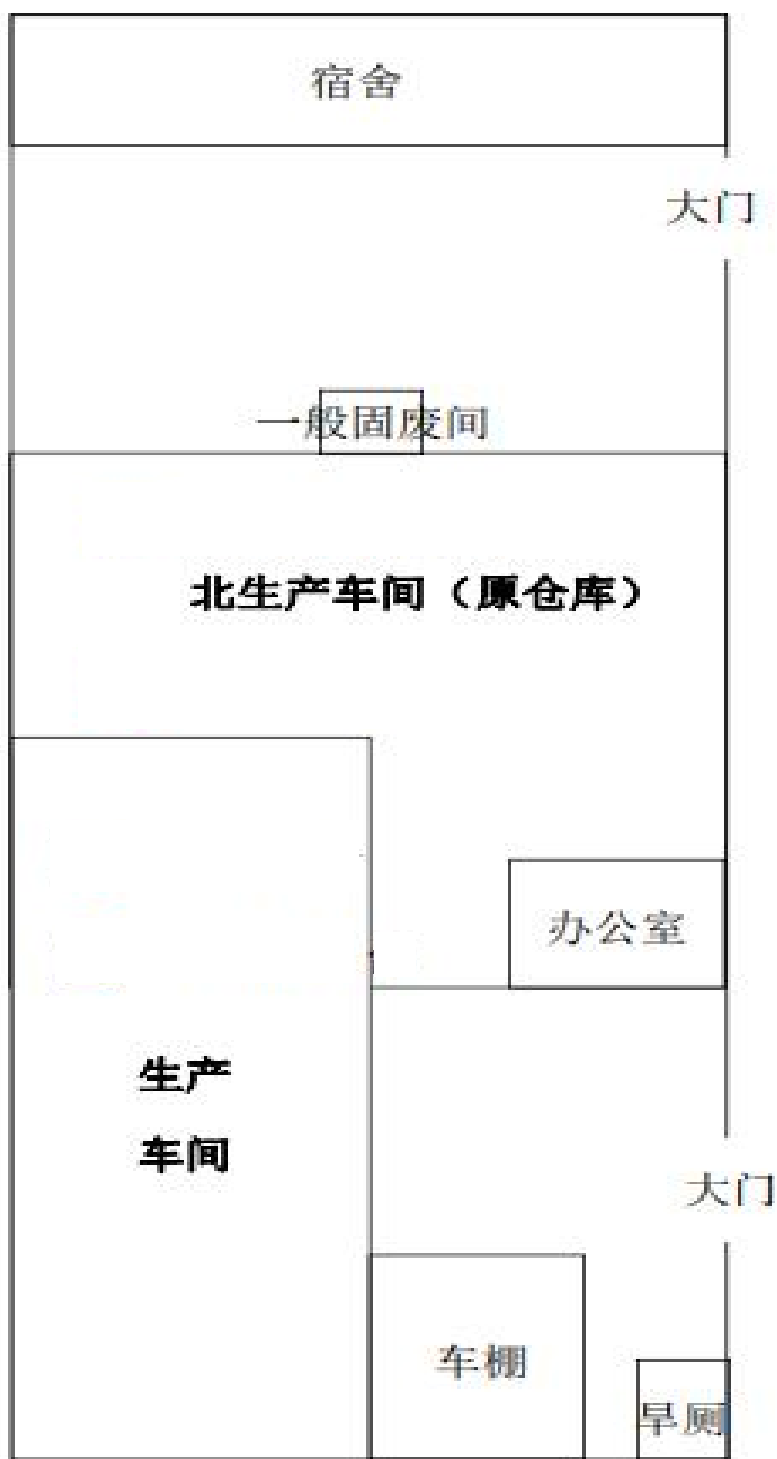 宿舍
大门
一般固废间
北生产车间（原仓库）
办公室
生产
车间
大门
车棚
旱厕